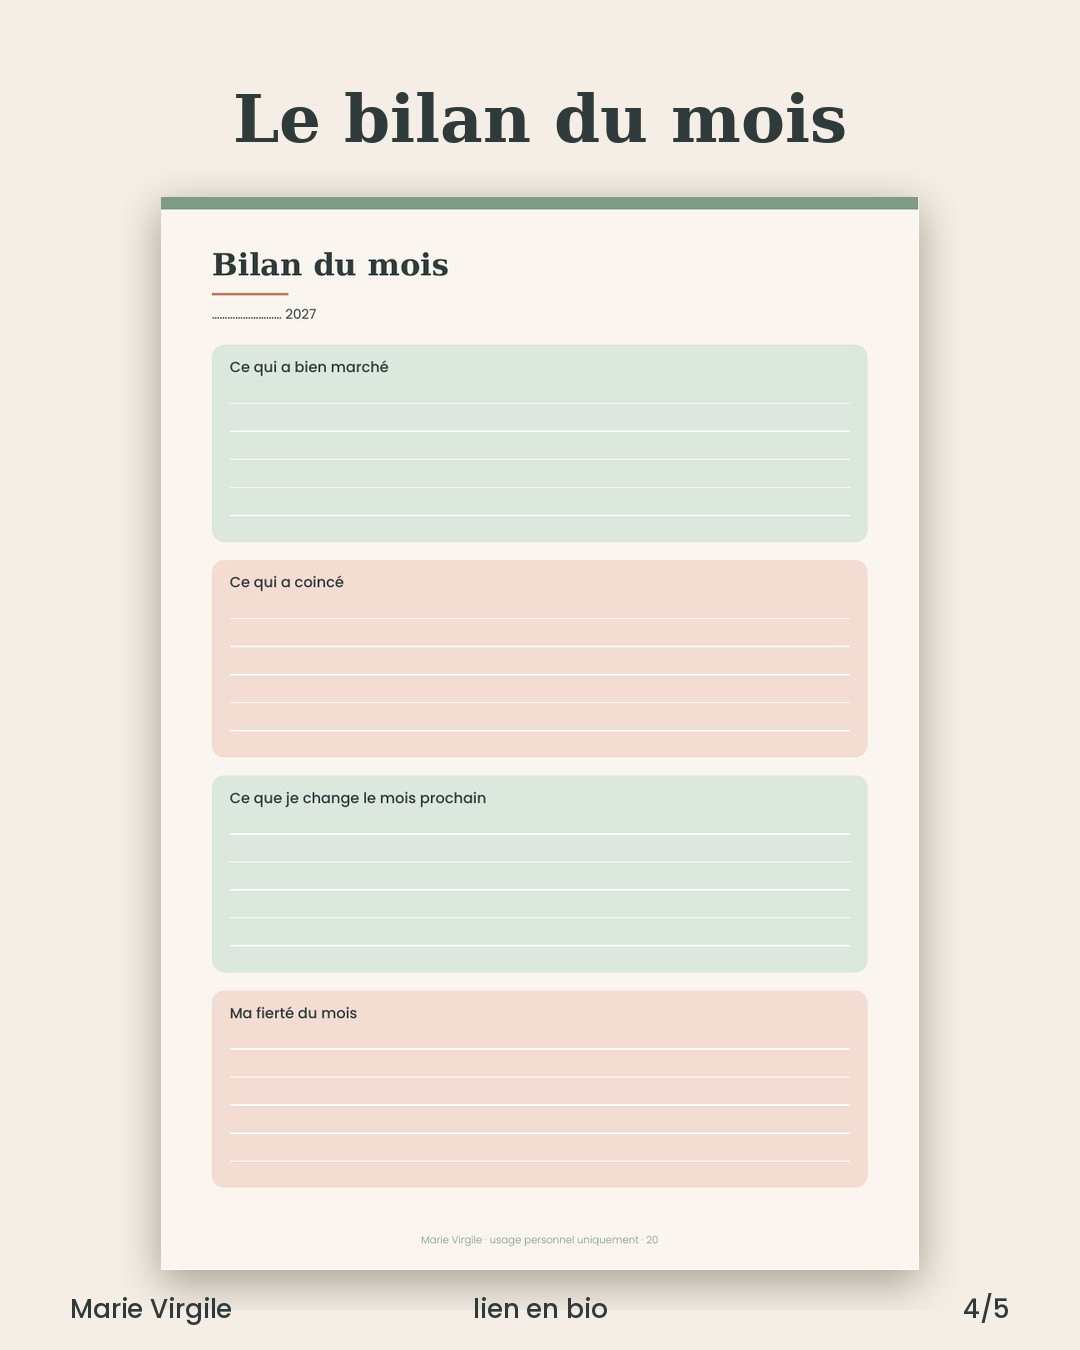 Le bilan du mois
Bilan du mois
........................... 2027
Ce qui a bien marché
Ce qui a coincé
Ce que je change le mois prochain
Ma fierté du mois
Marie Virgile · usage personnel uniquement · 20
Marie Virgile lien en bio 4/5